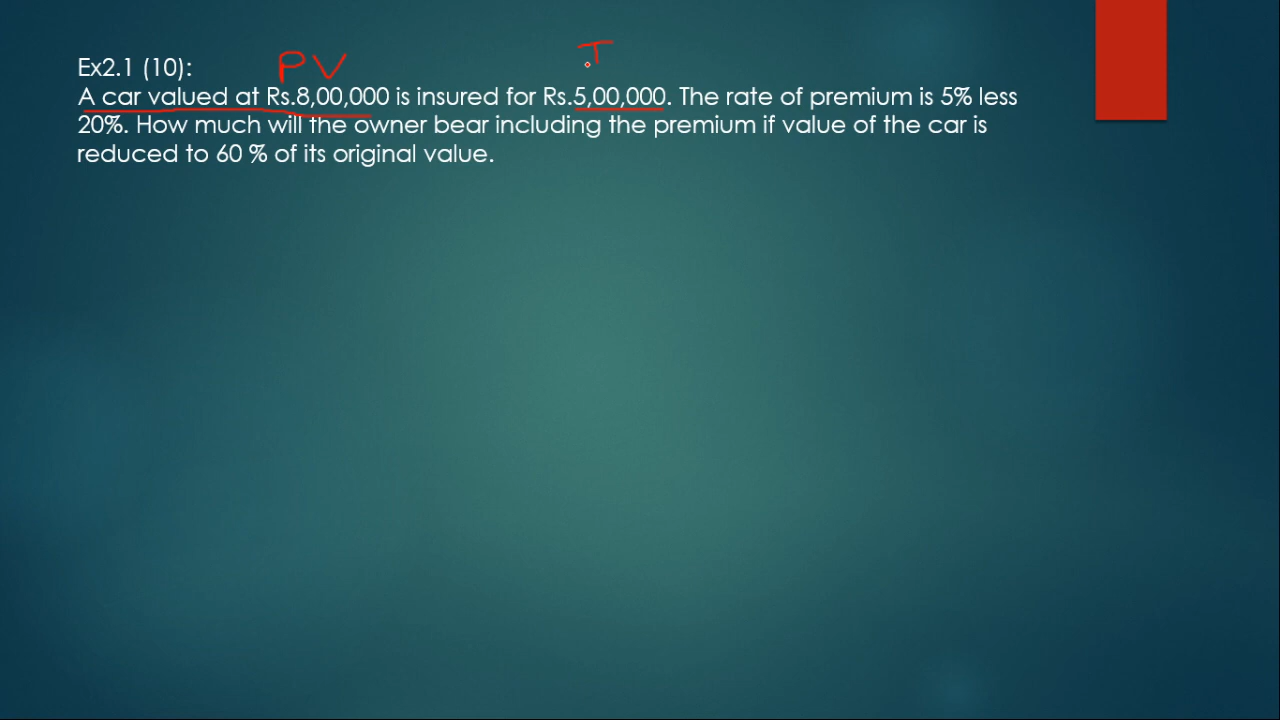 Ex2.1 (10):
PV
T
A car valued at Rs.8,00,000 is insured for Rs.5,00,000. The rate of premium is 5% less
20%. How much will the owner bear including the premium if value of the car is
reduced to 60 % of its original value.